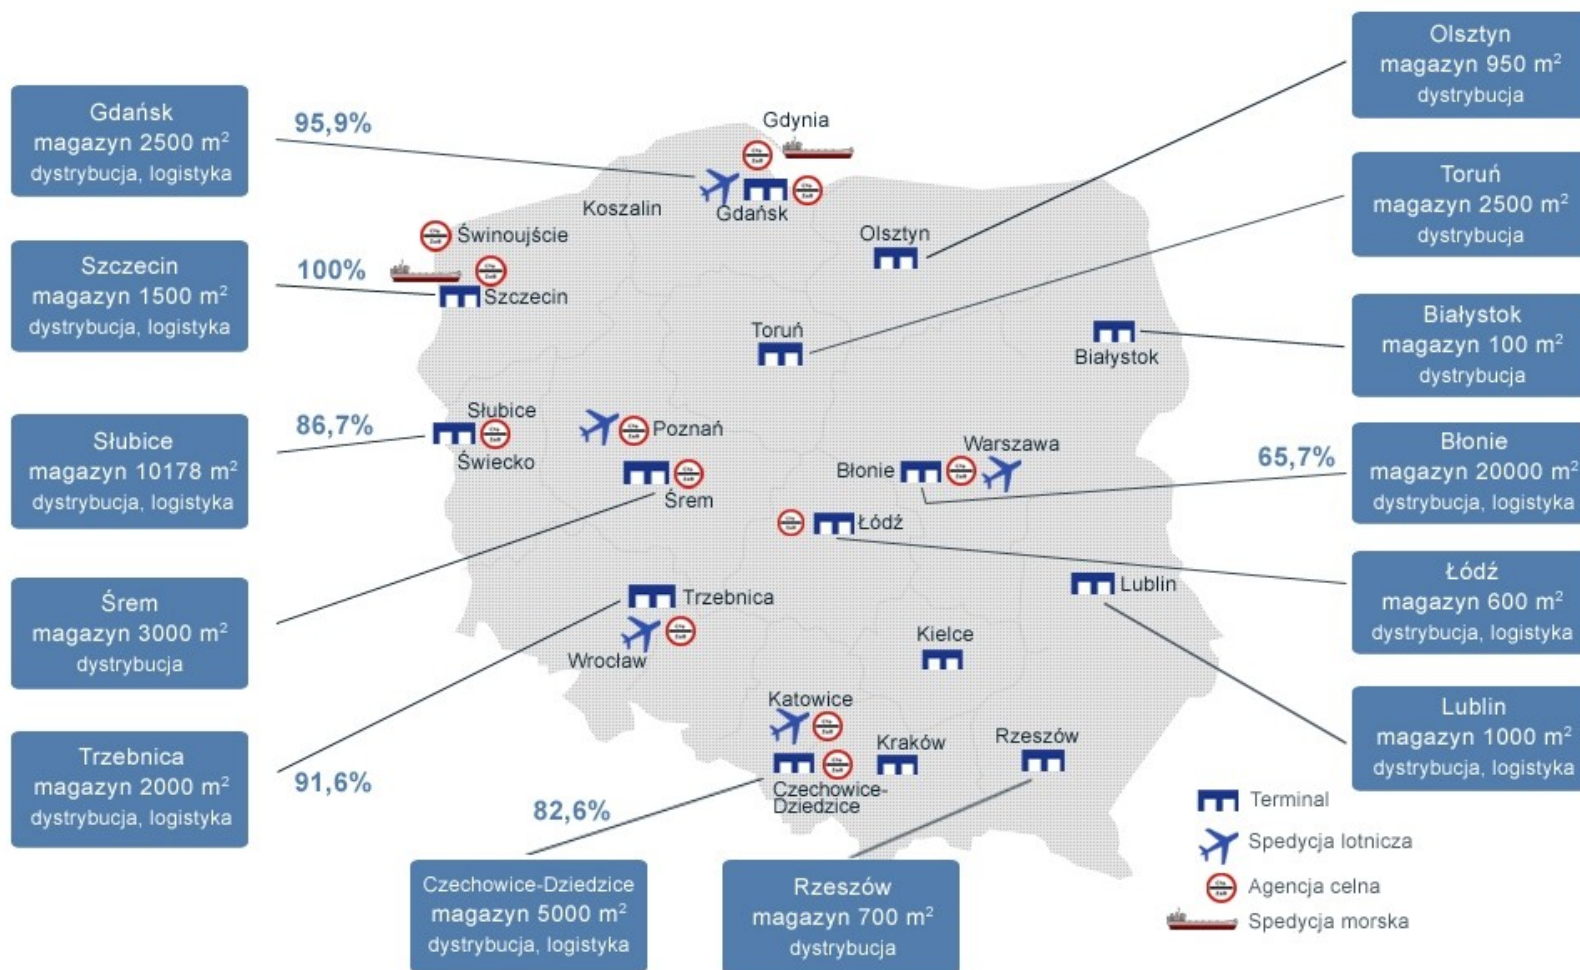 Olsztyn
magazyn 950 m²
dystrybucja
Gdańsk
magazyn 2500 m²
dystrybucja, logistyka
95,9%
Gdynia
Koszalin
Gdańsk
Toruń
magazyn 2500 m²
dystrybucja
Świnoujście
Olsztyn
Szczecin
magazyn 1500 m²
dystrybucja, logistyka
100%
Szczecin
Toruń
Białystok
Białystok
magazyn 100 m²
dystrybucja
Słubice
magazyn 10178 m²
dystrybucja, logistyka
86,7%
Słubice
Świecko
Poznań
Śrem
Warszawa
Błonie
65,7%
Błonie
magazyn 20000 m²
dystrybucja, logistyka
Łódź
Łódź
magazyn 600 m²
dystrybucja, logistyka
Śrem
magazyn 3000 m²
dystrybucja
Trzebnica
Wrocław
Lublin
Kielce
Lublin
magazyn 1000 m²
dystrybucja, logistyka
Trzebnica
magazyn 2000 m²
dystrybucja, logistyka
91,6%
Katowice
Kraków
Rzeszów
Czechowice-
Dziedzice
82,6%
Czechowice-Dziedzice
magazyn 5000 m²
dystrybucja, logistyka
Rzeszów
magazyn 700 m²
dystrybucja
Terminal
Spedycja lotnicza
Agencja celna
Spedycja morska